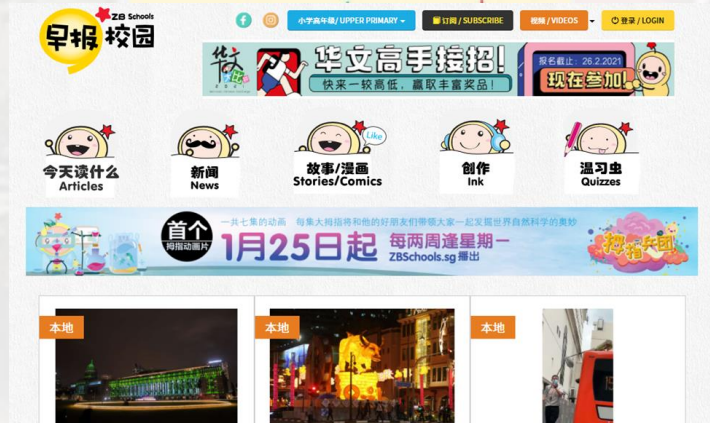 ZB Schools
早报校园
小学高年级/ UPPER PRIMARY
订阅 / SUBSCRIBE
视频 / VIDEOS
登录 / LOGIN
华文
华文高手接招!
快来一较高低，赢取丰富奖品!
报名截止：26.2.2021
现在参加!
今天读什么
Articles
新闻
News
Like
故事/漫画
Stories/Comics
创作
Ink
温习虫
Quizzes
首个
拇指动画片
一共七集的动画 每集大拇指将和他的好朋友们带领大家一起发掘世界自然科学的奥妙
1月25日起
每两周逢星期一
ZBSchools.sg 播出
拇指兵团
本地
本地
本地